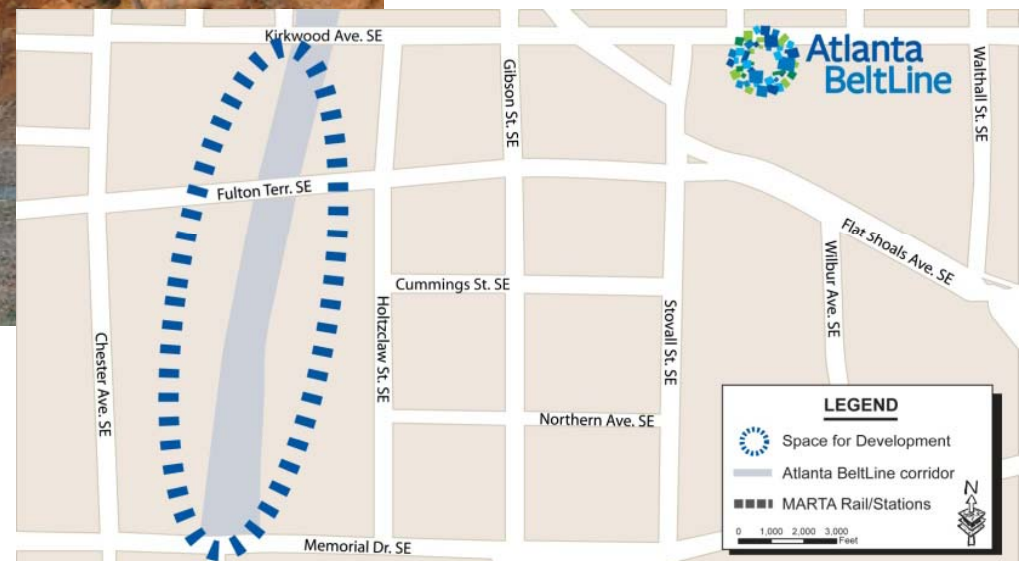 Kirkwood Ave. SE
Atlanta
BeltLine
Gibson St. SE
Walthall St. SE
Fulton Terr. SE
Flat Shoals Ave. SE
Wilbur Ave. SE
Cummings St. SE
Holtzclaw St. SE
Stovall St. SE
Chester Ave. SE
Northern Ave. SE
Memorial Dr. SE
LEGEND
Space for Development
Atlanta BeltLine corridor
MARTA Rail/Stations
N
0 1,000 2,000 3,000
Feet